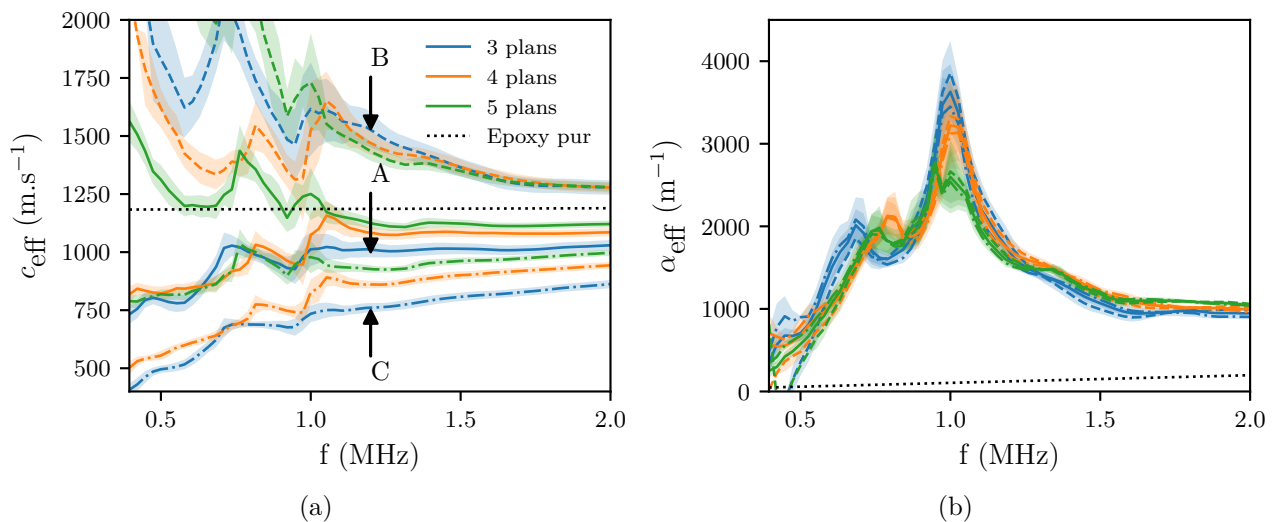 2000
1750
1500
1250
1000
750
500
c_eff (m.s⁻¹)
B
A
C
3 plans
4 plans
5 plans
Epoxy pur
0.5
1.0
1.5
2.0
f (MHz)
(a)
4000
3000
2000
1000
0
α_eff (m⁻¹)
0.5
1.0
1.5
2.0
f (MHz)
(b)